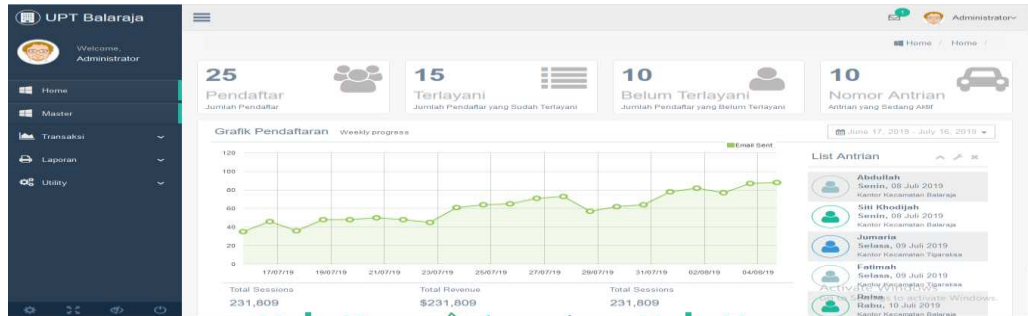 UPT Balaraja
Administrator
Welcome,
Administrator
Home / Home /
Home
Master
Transaksi
Laporan
Utility
25
Pendaftar
Jumlah Pendaftar
15
Terlayani
Jumlah Pendaftar yang Sudah Terlayani
10
Belum Terlayani
Jumlah Pendaftar yang Belum Terlayani
10
Nomor Antrian
Antrian yang Sedang Aktif
Grafik Pendaftaran Weekly progress
June 17, 2019 - July 16, 2019
Email Sent
120
100
80
60
40
20
0
17/07/19 19/07/19 21/07/19 23/07/19 25/07/19 27/07/19 29/07/19 31/07/19 02/08/19 04/08/19
Total Sessions
231,809
Total Revenue
$231,809
Total Sessions
231,809
List Antrian
Abdullah
Senin, 08 Juli 2019
Kantor Kecamatan Balaraja
Siti Khodijah
Senin, 08 Juli 2019
Kantor Kecamatan Balaraja
Jumaria
Selasa, 09 Juli 2019
Kantor Kecamatan Tigaraksa
Fatimah
Selasa, 09 Juli 2019
Kantor Kecamatan Tigaraksa
Raisa
Rabu, 10 Juli 2019
Kantor Kecamatan Balaraja
Activate Windows
Go to Settings to activate Windows.